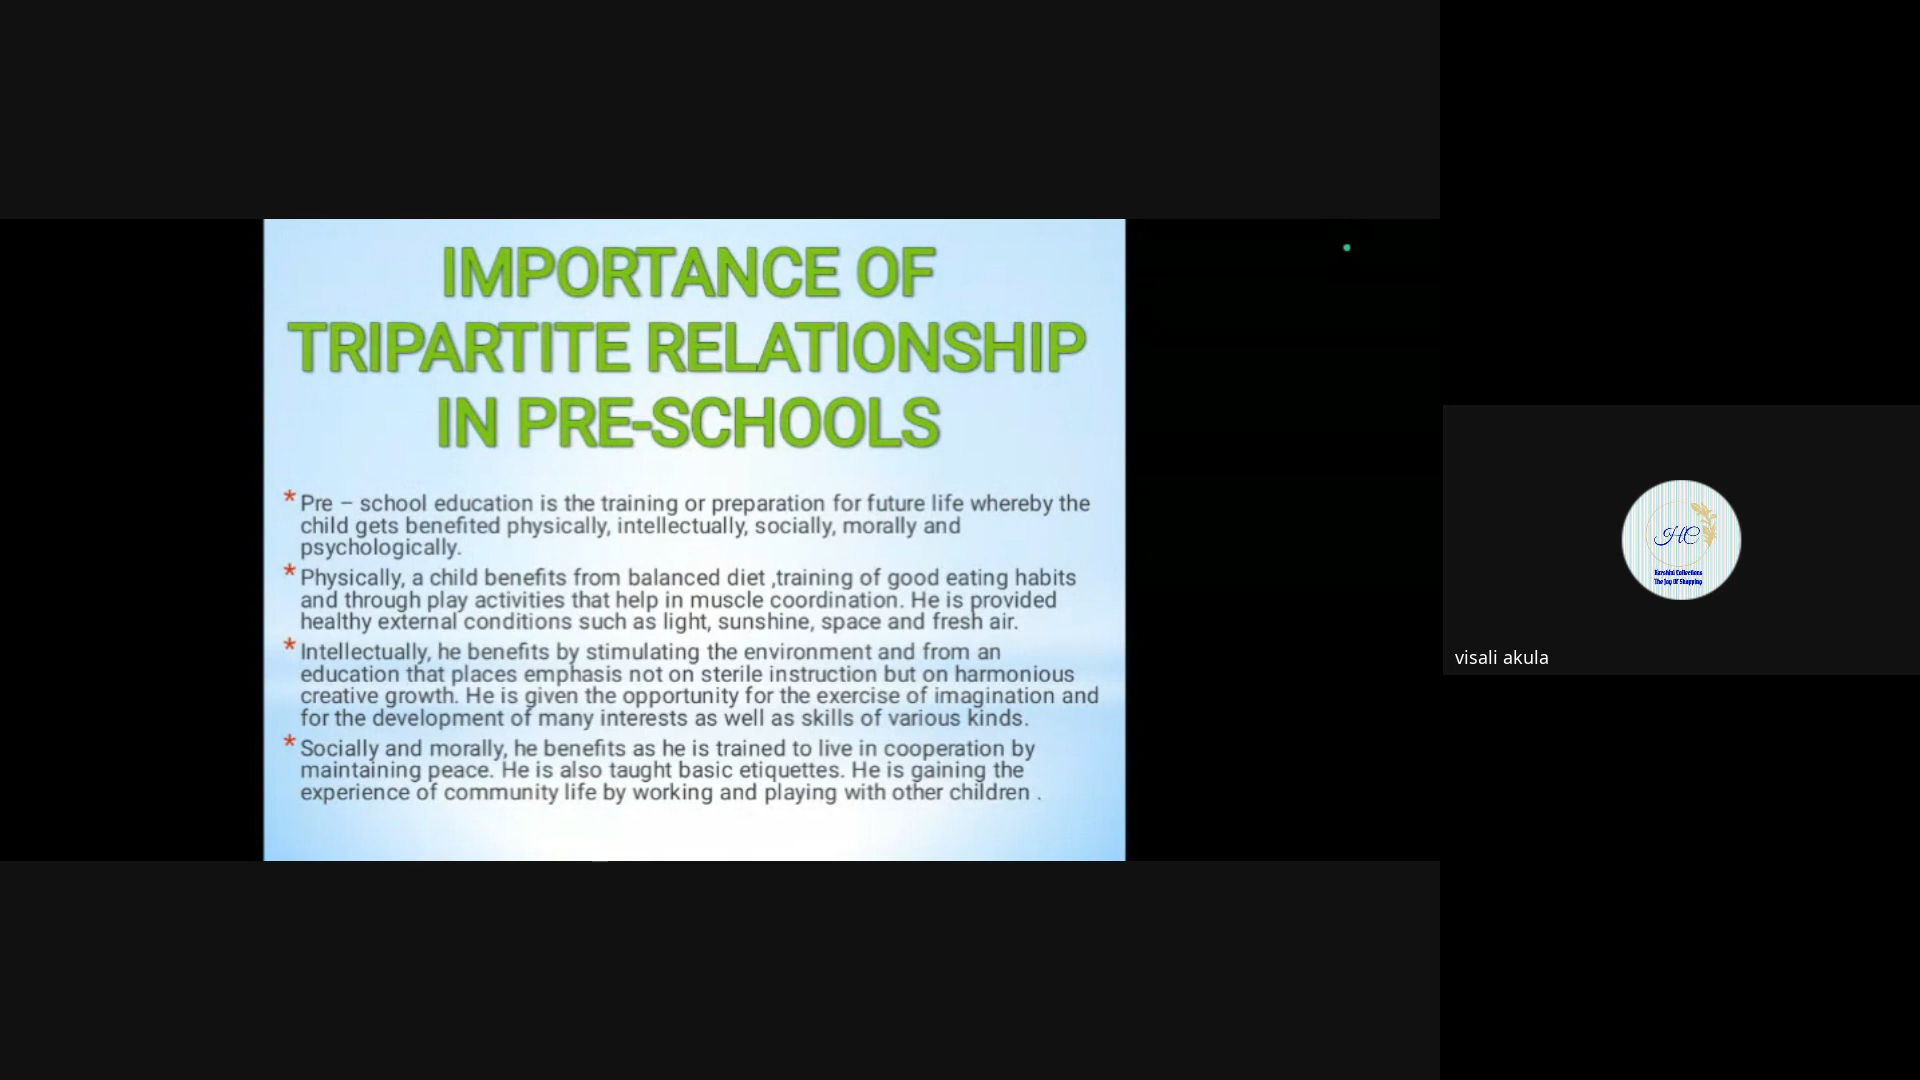 IMPORTANCE OF
TRIPARTITE RELATIONSHIP
IN PRE-SCHOOLS
* Pre – school education is the training or preparation for future life whereby the
child gets benefited physically, intellectually, socially, morally and
psychologically.
* Physically, a child benefits from balanced diet ,training of good eating habits
and through play activities that help in muscle coordination. He is provided
healthy external conditions such as light, sunshine, space and fresh air.
* Intellectually, he benefits by stimulating the environment and from an
education that places emphasis not on sterile instruction but on harmonious
creative growth. He is given the opportunity for the exercise of imagination and
for the development of many interests as well as skills of various kinds.
* Socially and morally, he benefits as he is trained to live in cooperation by
maintaining peace. He is also taught basic etiquettes. He is gaining the
experience of community life by working and playing with other children .
HC
Harshini Collections
The Joy Of Shopping
visali akula